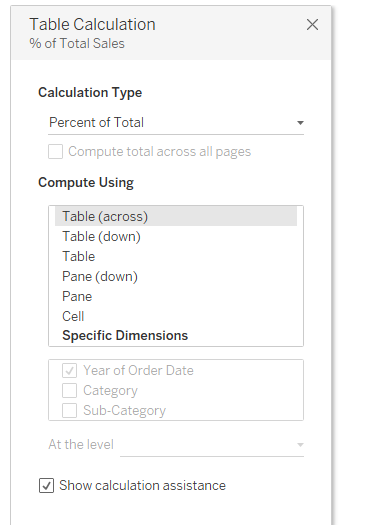 Table Calculation
% of Total Sales
Calculation Type
Percent of Total
Compute total across all pages
Compute Using
Table (across)
Table (down)
Table
Pane (down)
Pane
Cell
Specific Dimensions
Year of Order Date
Category
Sub-Category
At the level
Show calculation assistance